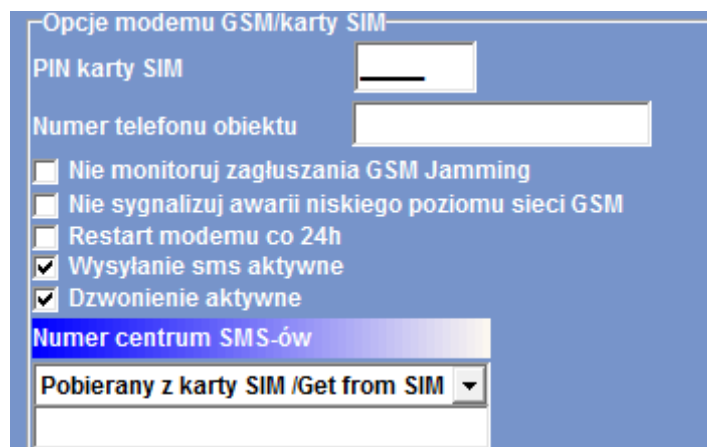 Opcje modemu GSM/karty SIM
PIN karty SIM
Numer telefonu obiektu
Nie monitoruj zagłuszania GSM Jamming
Nie sygnalizuj awarii niskiego poziomu sieci GSM
Restart modemu co 24h
Wysyłanie sms aktywne
Dzwonienie aktywne
Numer centrum SMS-ów
Pobierany z karty SIM /Get from SIM